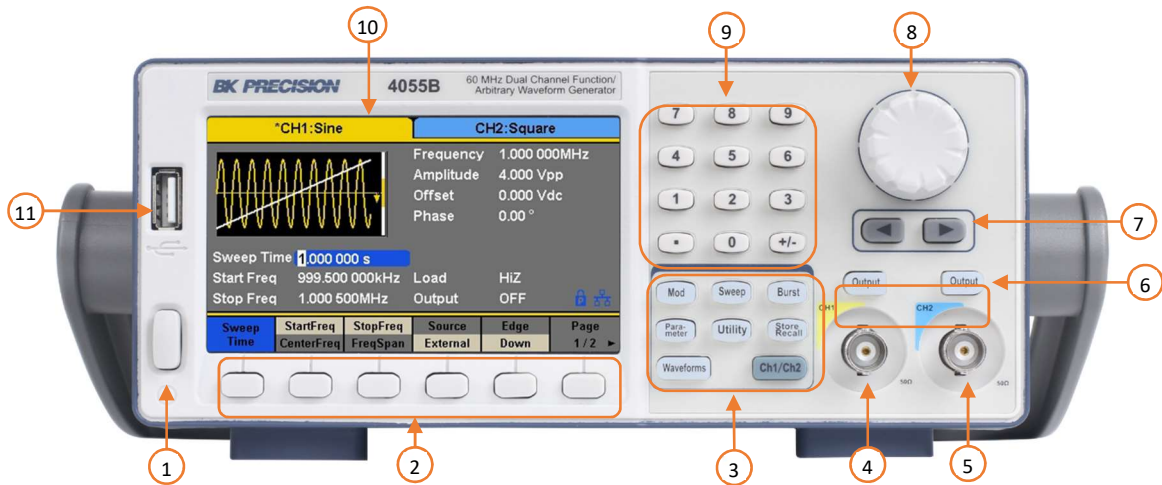 10
9
8
BK PRECISION 4055B 60 MHz Dual Channel Function/
Arbitrary Waveform Generator
*CH1:Sine CH2:Square
Frequency 1.000 000MHz
Amplitude 4.000 Vpp
Offset 0.000 Vdc
Phase 0.00 °
Sweep Time 1.000 000 s
Start Freq 999.500 000kHz Load HiZ
Stop Freq 1.000 500MHz Output OFF
Sweep Time
StartFreq CenterFreq
StopFreq FreqSpan
Source External
Edge Down
Page 1/2 ►
7 8 9
4 5 6
1 2 3
. 0 +/-
Mod Sweep Burst
Para-
meter
Utility
Store
Recall
Waveforms Ch1/Ch2
Output Output
CH1 CH2
50Ω 50Ω
11
7
6
1
2
3
4
5